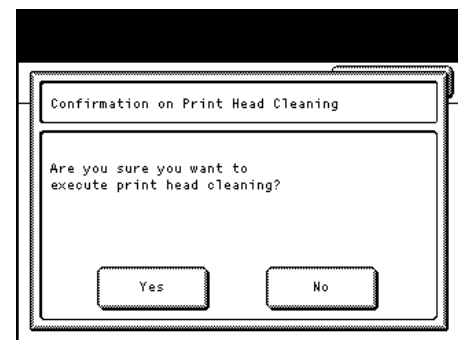 Confirmation on Print Head Cleaning
Are you sure you want to
execute print head cleaning?
Yes
No